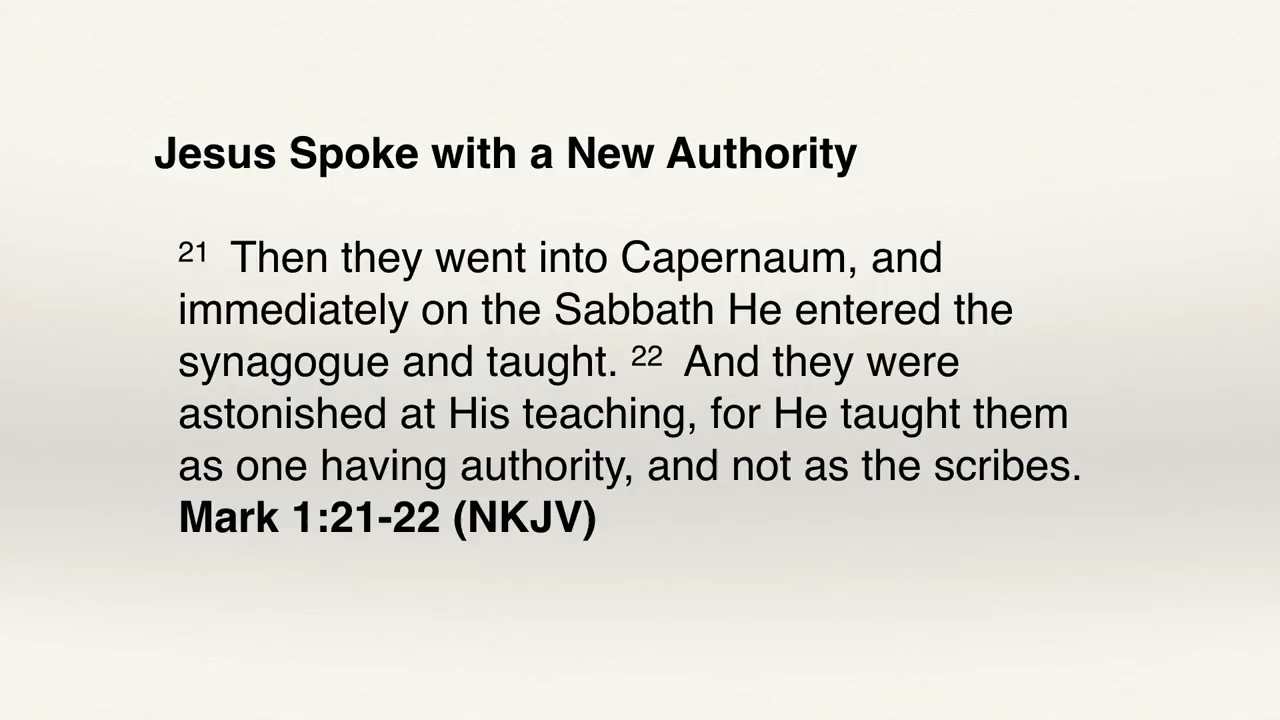 Jesus Spoke with a New Authority
21 Then they went into Capernaum, and
immediately on the Sabbath He entered the
synagogue and taught. 22 And they were
astonished at His teaching, for He taught them
as one having authority, and not as the scribes.
Mark 1:21-22 (NKJV)